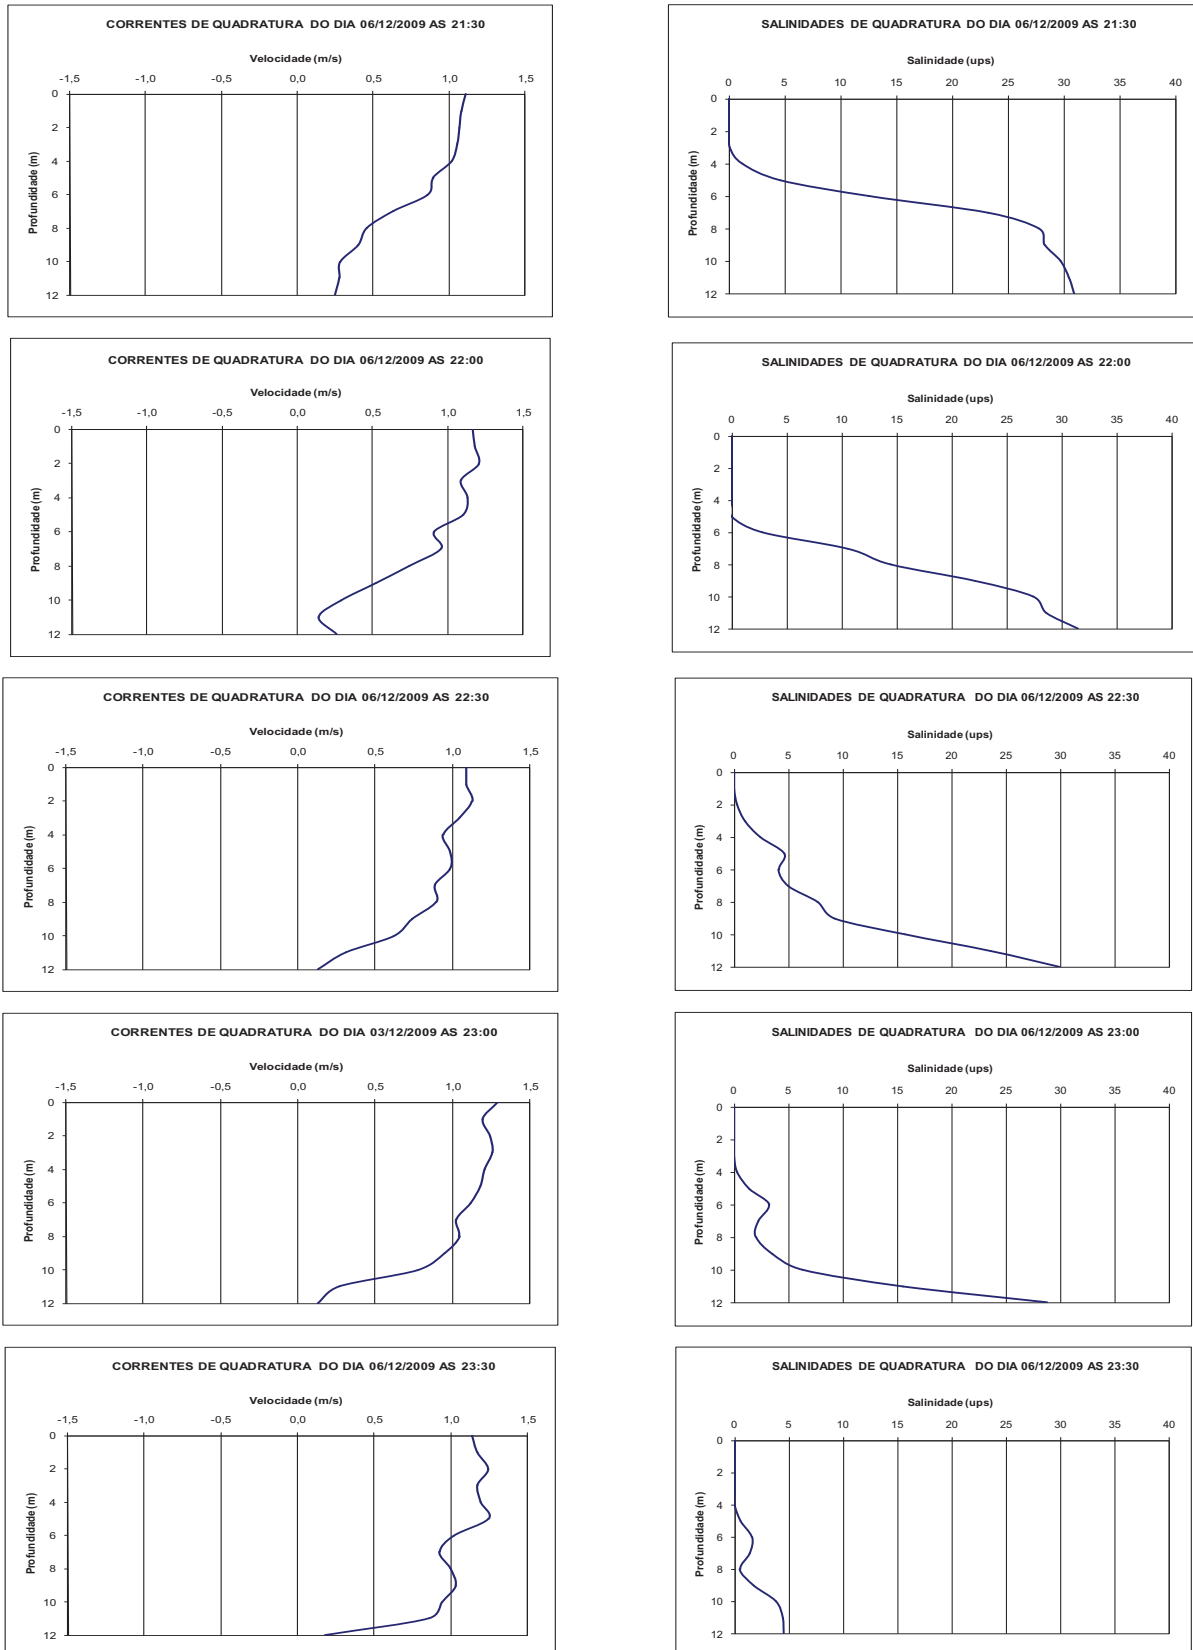 CORRENTES DE QUADRATURA DO DIA 06/12/2009 AS 21:30
Velocidade (m/s)
-1,5 -1,0 -0,5 0,0 0,5 1,0 1,5
0
2
4
6
8
10
12
Profundidade (m)
SALINIDADES DE QUADRATURA DO DIA 06/12/2009 AS 21:30
Salinidade (ups)
0 5 10 15 20 25 30 35 40
0
2
4
6
8
10
12
Profundidade (m)
CORRENTES DE QUADRATURA DO DIA 06/12/2009 AS 22:00
Velocidade (m/s)
-1,5 -1,0 -0,5 0,0 0,5 1,0 1,5
0
2
4
6
8
10
12
Profundidade (m)
SALINIDADES DE QUADRATURA DO DIA 06/12/2009 AS 22:00
Salinidade (ups)
0 5 10 15 20 25 30 35 40
0
2
4
6
8
10
12
Profundidade (m)
CORRENTES DE QUADRATURA DO DIA 06/12/2009 AS 22:30
Velocidade (m/s)
-1,5 -1,0 -0,5 0,0 0,5 1,0 1,5
0
2
4
6
8
10
12
Profundidade (m)
SALINIDADES DE QUADRATURA DO DIA 06/12/2009 AS 22:30
Salinidade (ups)
0 5 10 15 20 25 30 35 40
0
2
4
6
8
10
12
Profundidade (m)
CORRENTES DE QUADRATURA DO DIA 03/12/2009 AS 23:00
Velocidade (m/s)
-1,5 -1,0 -0,5 0,0 0,5 1,0 1,5
0
2
4
6
8
10
12
Profundidade (m)
SALINIDADES DE QUADRATURA DO DIA 06/12/2009 AS 23:00
Salinidade (ups)
0 5 10 15 20 25 30 35 40
0
2
4
6
8
10
12
Profundidade (m)
CORRENTES DE QUADRATURA DO DIA 06/12/2009 AS 23:30
Velocidade (m/s)
-1,5 -1,0 -0,5 0,0 0,5 1,0 1,5
0
2
4
6
8
10
12
Profundidade (m)
SALINIDADES DE QUADRATURA DO DIA 06/12/2009 AS 23:30
Salinidade (ups)
0 5 10 15 20 25 30 35 40
0
2
4
6
8
10
12
Profundidade (m)